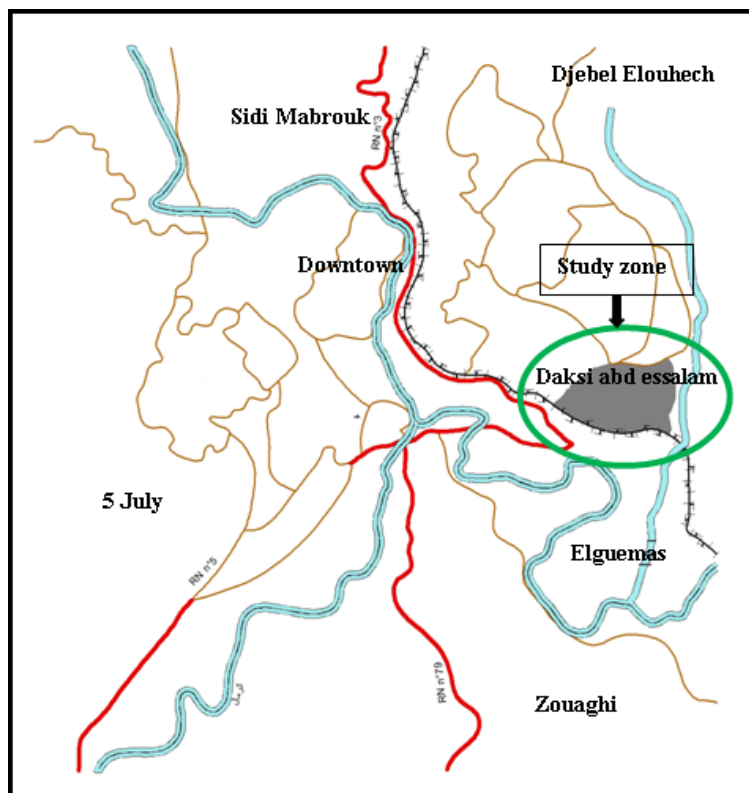 Djebel Elouhech
Sidi Mabrouk
RN n°3
Downtown
Study zone
Daksi abd essalam
5 July
Elguemas
RN n°5
RN n°79
Zouaghi